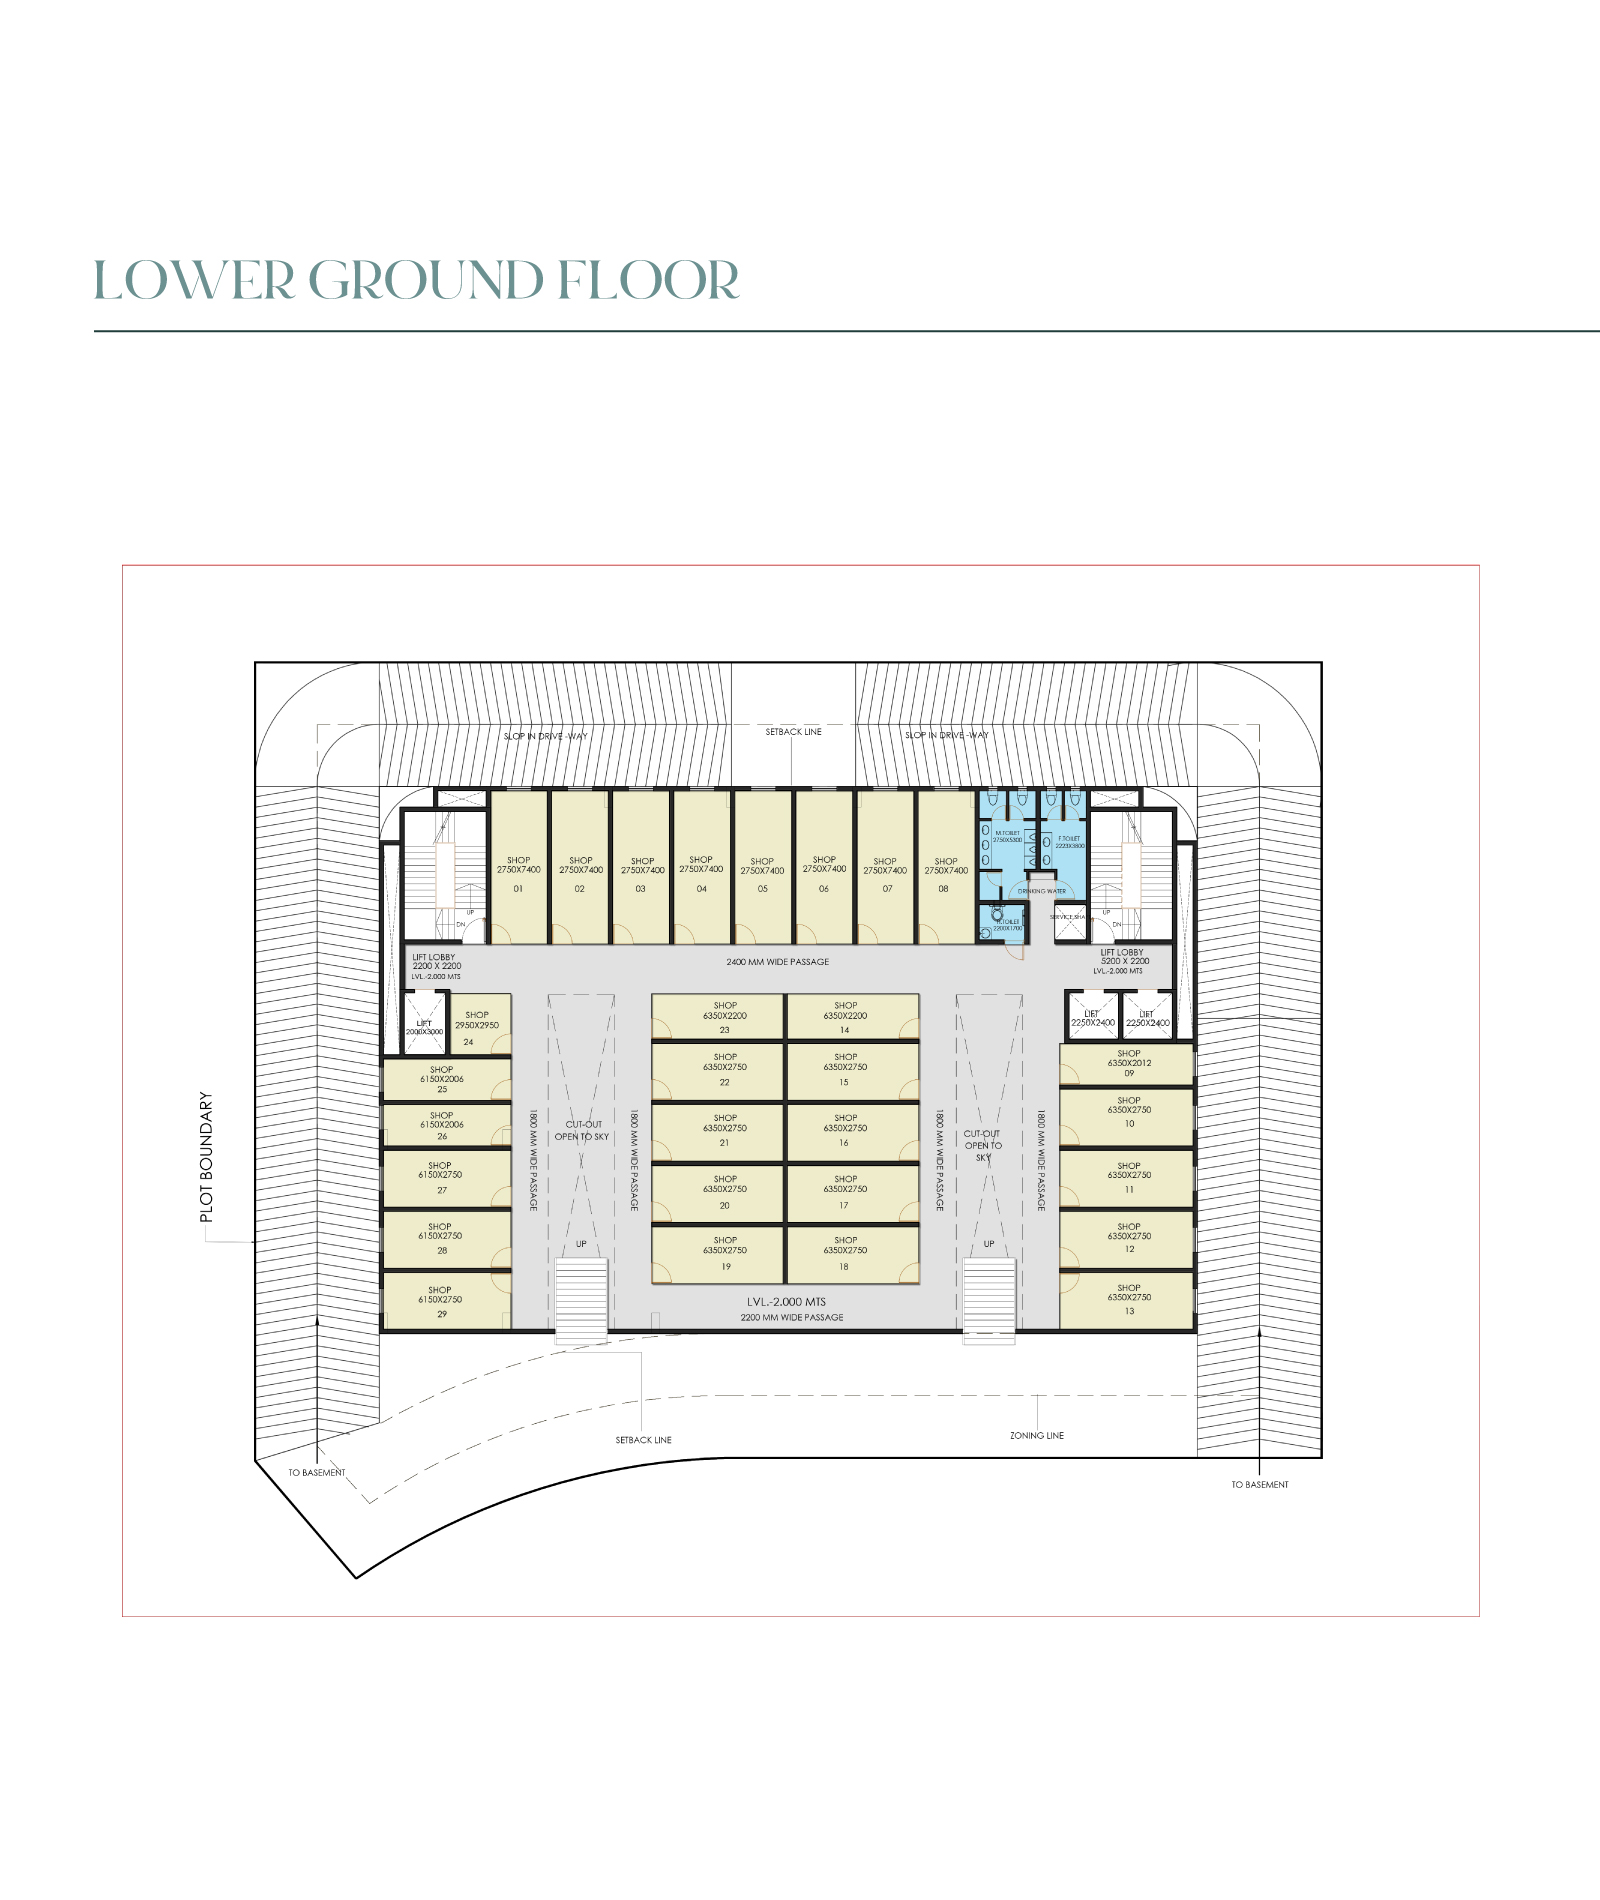 LOWER GROUND FLOOR
SLOP IN DRIVE -WAY
SETBACK LINE
SLOP IN DRIVE -WAY
SHOP
2750X7400
01
SHOP
2750X7400
02
SHOP
2750X7400
03
SHOP
2750X7400
04
SHOP
2750X7400
05
SHOP
2750X7400
06
SHOP
2750X7400
07
SHOP
2750X7400
08
M.TOILET
2750X5300
F.TOILET
DRINKING WATER
2200X1700
UP
DN
UP
DN
LIFT LOBBY
2200 X 2200
LVL.-2.000 MTS
2400 MM WIDE PASSAGE
LIFT LOBBY
5200 X 2200
LVL.-2.000 MTS
LIFT
2000X3000
SHOP
2950X2950
24
SHOP
6350X2200
23
SHOP
6350X2200
14
LIFT
2250X2400
LIFT
2250X2400
SHOP
6150X2006
25
SHOP
6350X2750
22
SHOP
6350X2750
15
SHOP
6350X2012
09
SHOP
6150X2006
26
SHOP
6350X2750
21
SHOP
6350X2750
16
SHOP
6350X2750
10
1800 MM WIDE PASSAGE
CUT-OUT
OPEN TO SKY
1800 MM WIDE PASSAGE
1800 MM WIDE PASSAGE
CUT-OUT
OPEN TO
SKY
1800 MM WIDE PASSAGE
PLOT BOUNDARY
SHOP
6150X2750
27
SHOP
6350X2750
20
SHOP
6350X2750
17
SHOP
6350X2750
11
SHOP
6150X2750
28
UP
SHOP
6350X2750
19
SHOP
6350X2750
18
UP
SHOP
6350X2750
12
SHOP
6150X2750
29
SHOP
6350X2750
13
LVL.-2.000 MTS
2200 MM WIDE PASSAGE
SETBACK LINE
ZONING LINE
TO BASEMENT
TO BASEMENT